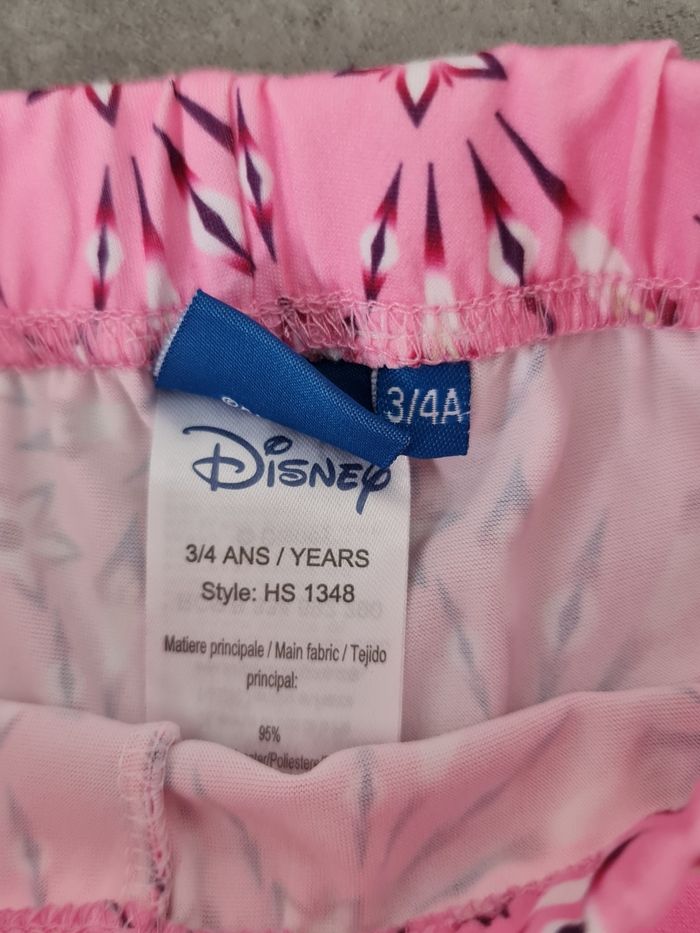 3/4A
Disney
3/4 ANS / YEARS
Style: HS 1348
Matiere principale / Main fabric / Tejido
principal:
95%